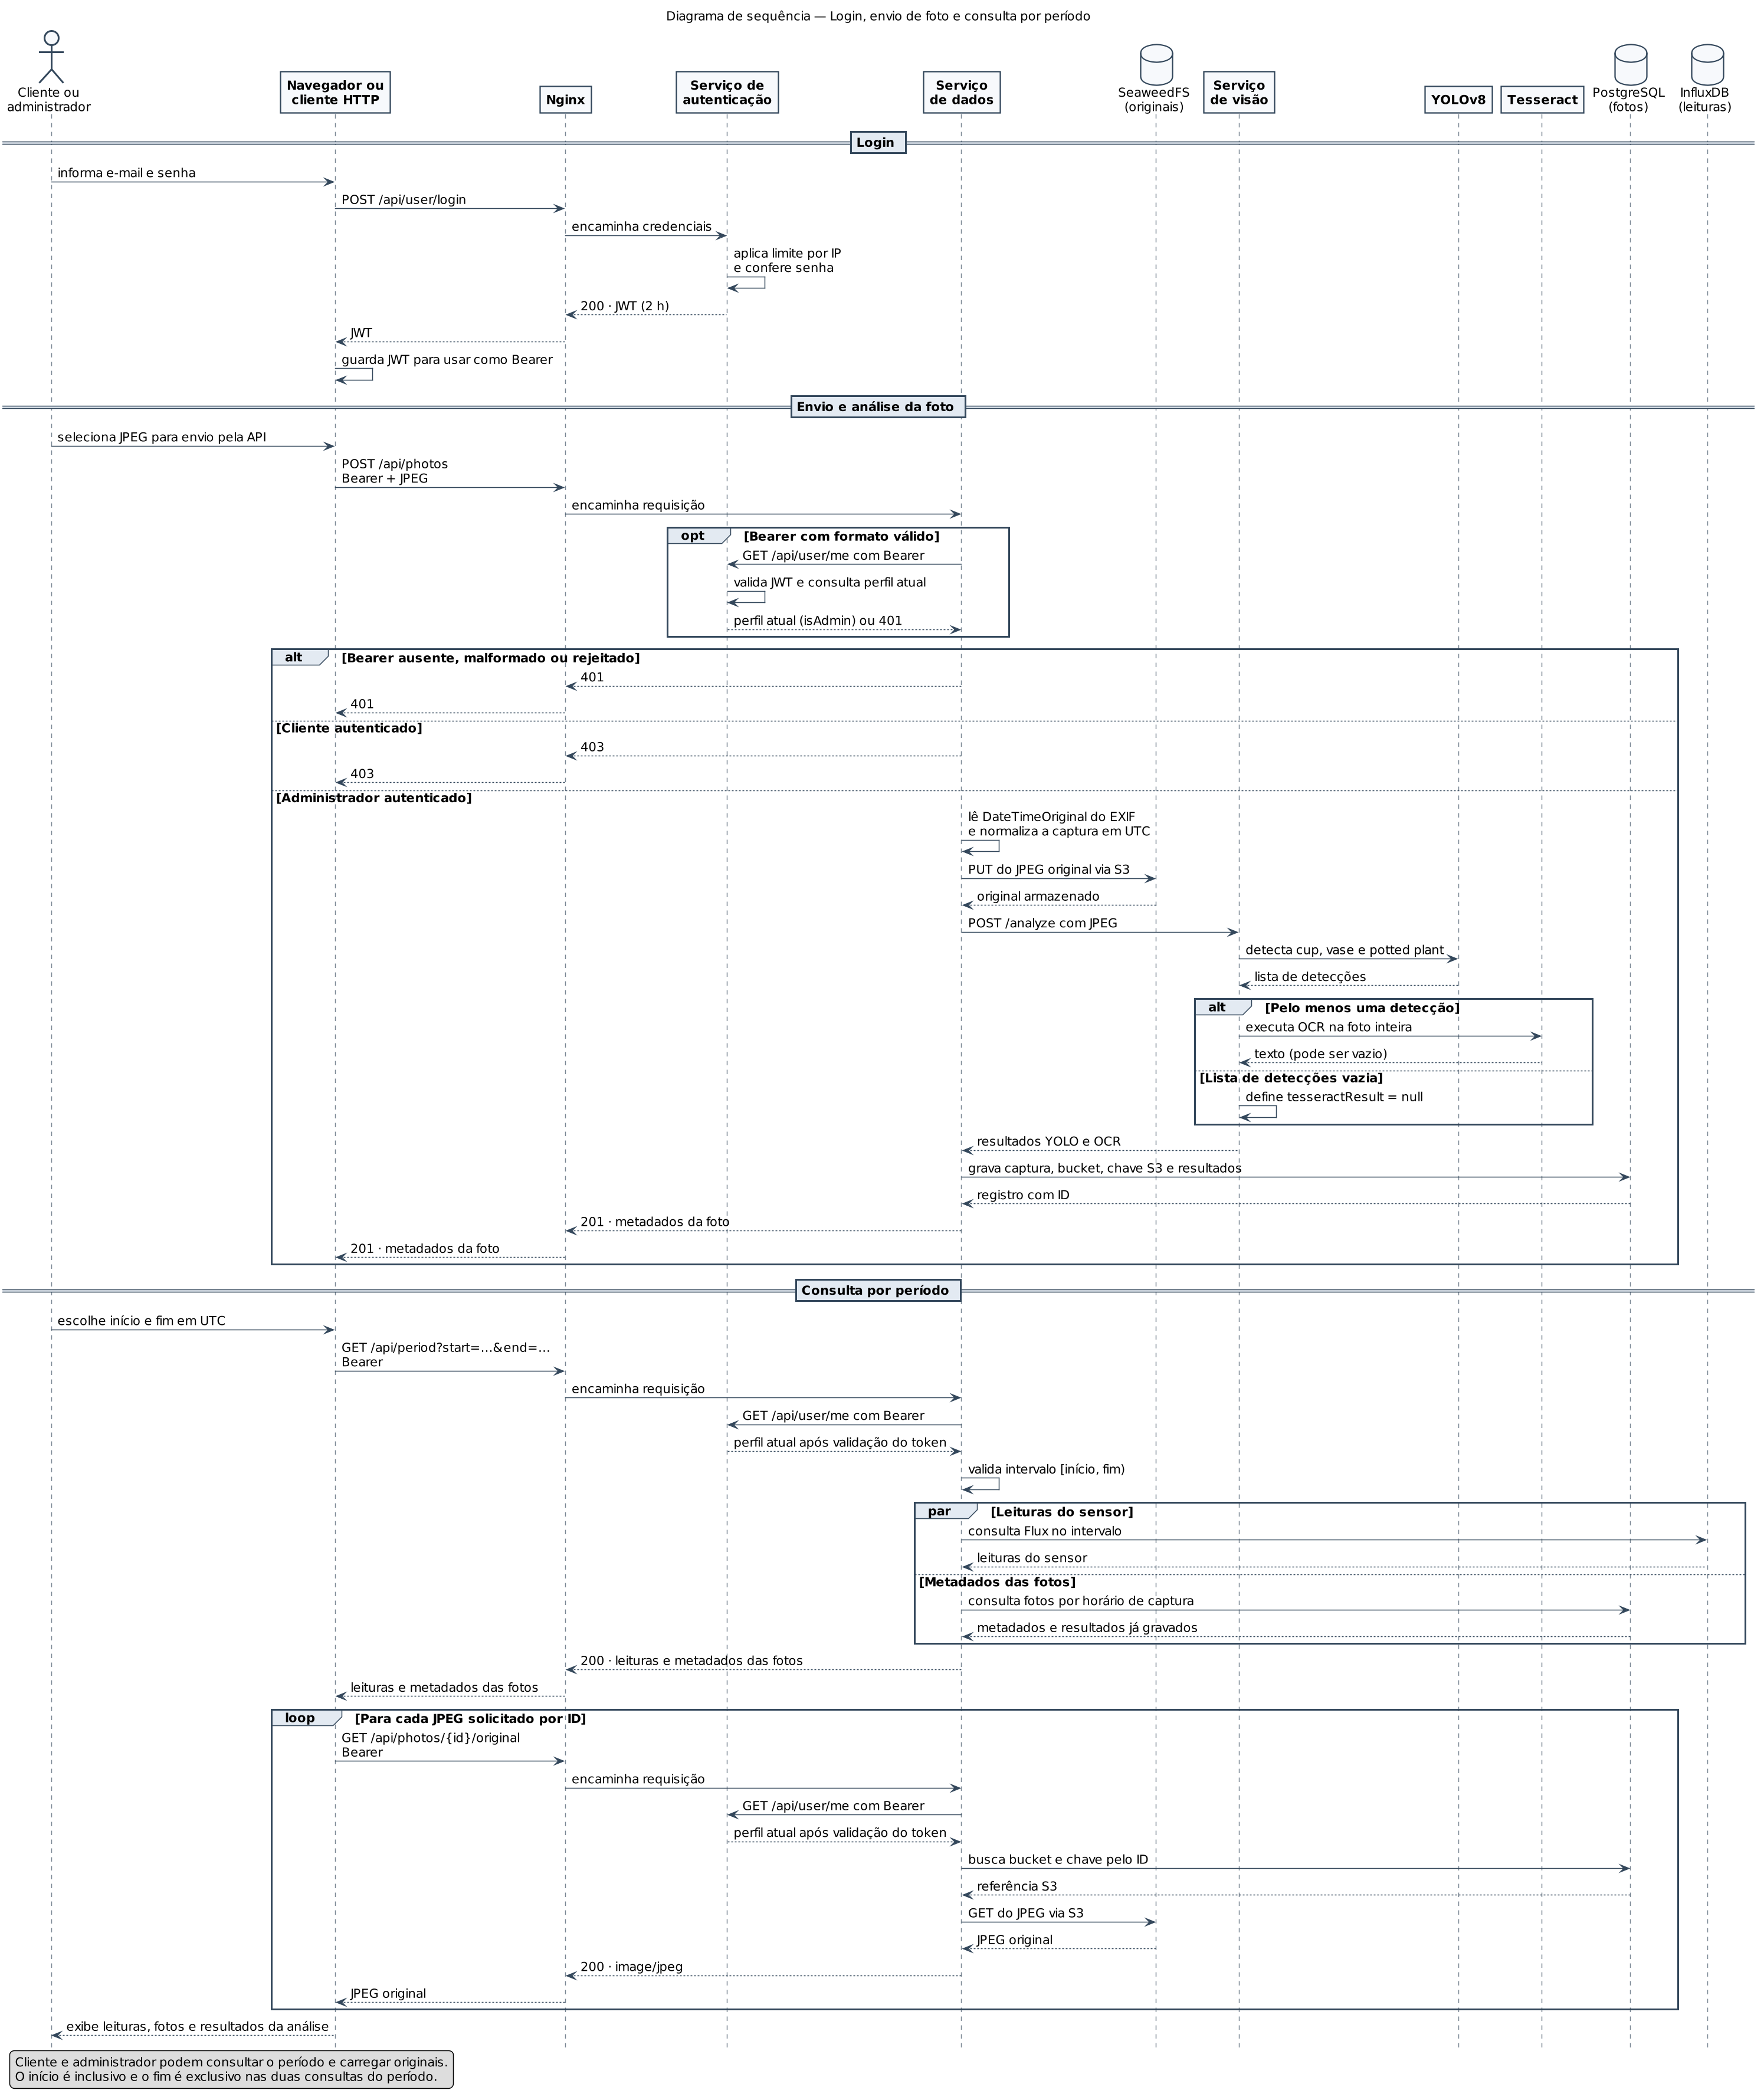 Diagrama de sequência — Login, envio de foto e consulta por período
Cliente ou
administrador
Navegador ou
cliente HTTP
Nginx
Serviço de
autenticação
Serviço
de dados
SeaweedFS
(originais)
Serviço
de visão
YOLOv8
Tesseract
PostgreSQL
(fotos)
InfluxDB
(leituras)
Login
informa e-mail e senha
POST /api/user/login
encaminha credenciais
aplica limite por IP
e confere senha
200 · JWT (2 h)
JWT
guarda JWT para usar como Bearer
Envio e análise da foto
seleciona JPEG para envio pela API
POST /api/photos
Bearer + JPEG
encaminha requisição
opt [Bearer com formato válido]
GET /api/user/me com Bearer
valida JWT e consulta perfil atual
perfil atual (isAdmin) ou 401
alt [Bearer ausente, malformado ou rejeitado]
401
401
[Cliente autenticado]
403
403
[Administrador autenticado]
lê DateTimeOriginal do EXIF
e normaliza a captura em UTC
PUT do JPEG original via S3
original armazenado
POST /analyze com JPEG
detecta cup, vase e potted plant
lista de detecções
alt [Pelo menos uma detecção]
executa OCR na foto inteira
texto (pode ser vazio)
[Lista de detecções vazia]
define tesseractResult = null
resultados YOLO e OCR
grava captura, bucket, chave S3 e resultados
registro com ID
201 · metadados da foto
201 · metadados da foto
Consulta por período
escolhe início e fim em UTC
GET /api/period?start=...&end=...
Bearer
encaminha requisição
GET /api/user/me com Bearer
perfil atual após validação do token
valida intervalo [início, fim)
par [Leituras do sensor]
consulta Flux no intervalo
leituras do sensor
[Metadados das fotos]
consulta fotos por horário de captura
metadados e resultados já gravados
200 · leituras e metadados das fotos
leituras e metadados das fotos
loop [Para cada JPEG solicitado por ID]
GET /api/photos/{id}/original
Bearer
encaminha requisição
GET /api/user/me com Bearer
perfil atual após validação do token
busca bucket e chave pelo ID
referência S3
GET do JPEG via S3
JPEG original
200 · image/jpeg
JPEG original
exibe leituras, fotos e resultados da análise
Cliente e administrador podem consultar o período e carregar originais.
O início é inclusivo e o fim é exclusivo nas duas consultas do período.